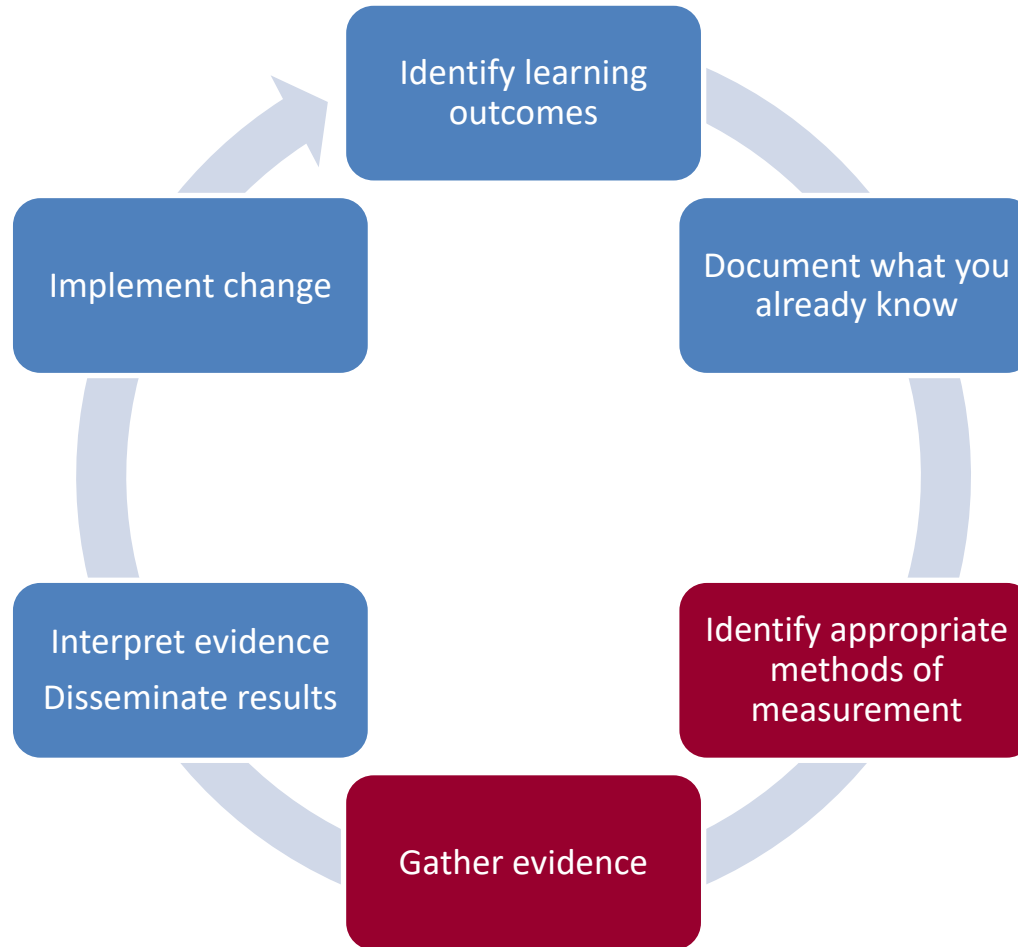 Identify learning
outcomes
Document what you
already know
Identify appropriate
methods of
measurement
Gather evidence
Interpret evidence
Disseminate results
Implement change